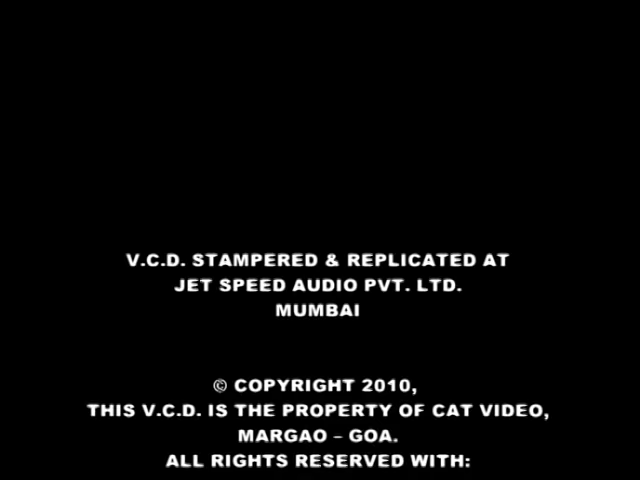 V.C.D. STAMPERED & REPLICATED AT
JET SPEED AUDIO PVT. LTD.
MUMBAI
© COPYRIGHT 2010,
THIS V.C.D. IS THE PROPERTY OF CAT VIDEO,
MARGAO – GOA.
ALL RIGHTS RESERVED WITH: